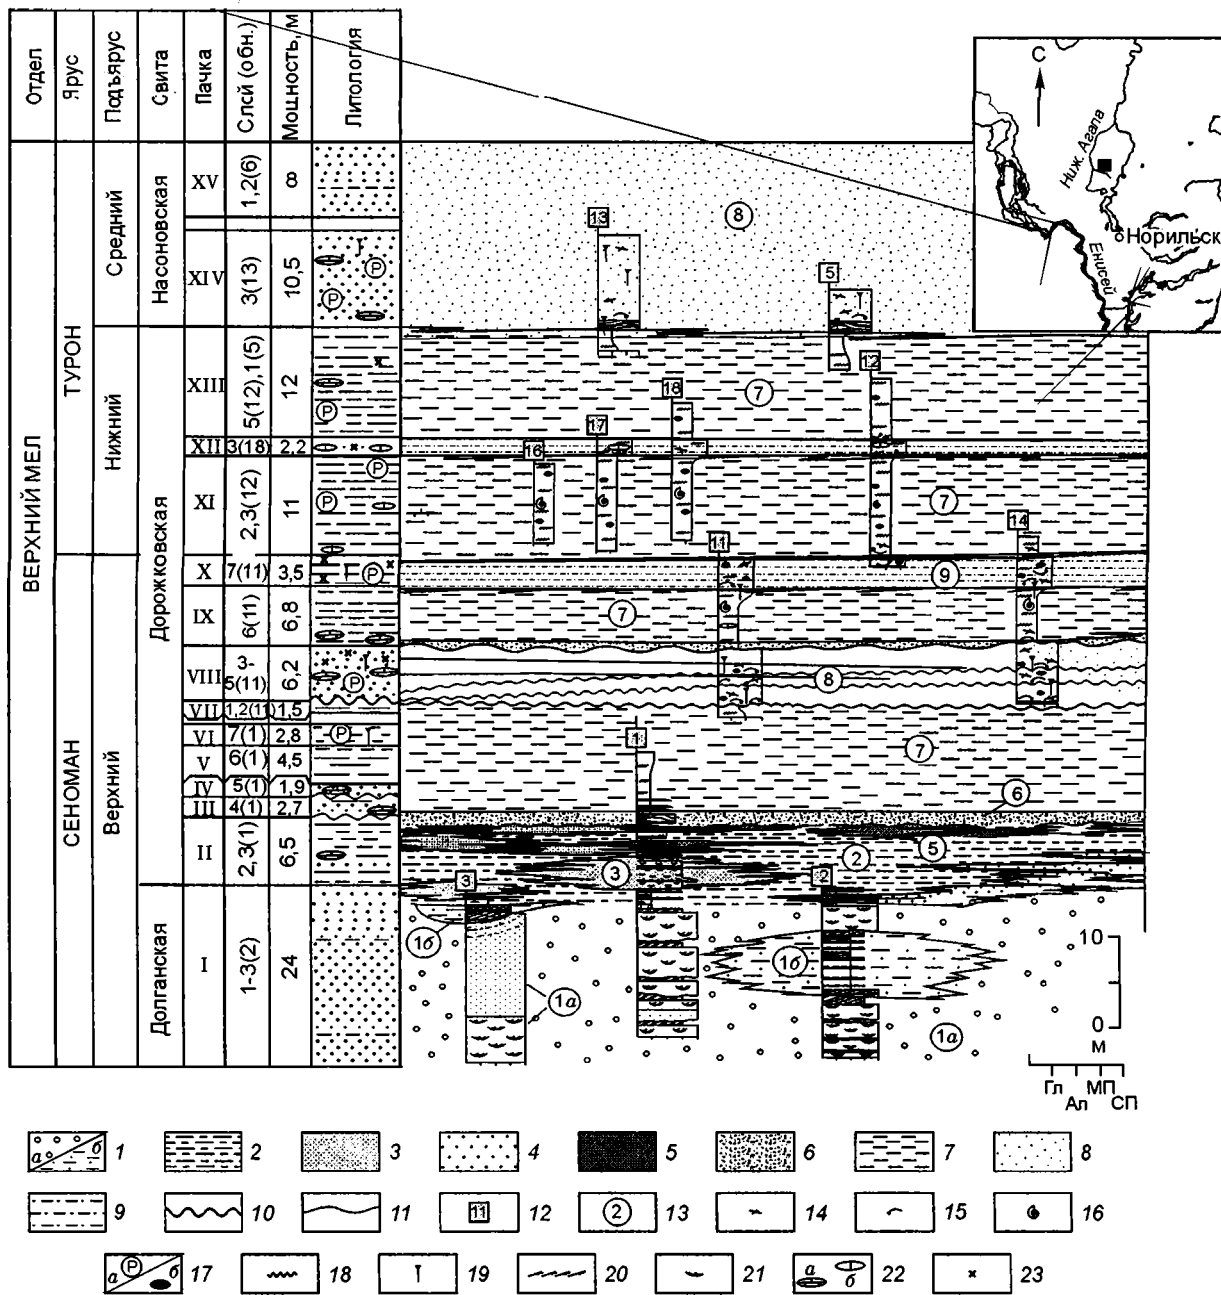 Отдел
Ярус
Подъярус
Свита
Пачка
Слой (обн.)
Мощность, м
Литология
ВЕРХНИЙ МЕЛ
ТУРОН
СЕНОМАН
Средний
Нижний
Верхний
Насоновская
Дорожковская
Долганская
XV 1,2(6) 8
XIV 3(13) 10,5
XIII 5(12),1(5) 12
XII 3(18) 2,2
XI 2,3(12) 11
X 7(11) 3,5
IX 6(11) 6,8
VIII 3-5(11) 6,2
VII 1,2(11) 1,5
VI 7(1) 2,8
V 6(1) 4,5
IV 5(1) 1,9
III 4(1) 2,7
II 2,3(1) 6,5
I 1-3(2) 24
Р Р
Р
Р
Р
Р
Р
Р
С
Ниж. Агапа
Норильск
Енисей
8
13
5
12
7
18
17
16
7
14
11
9
7
8
1
7
6
5
2
3
3
2
1б
1б
1а
1а
10
0
м
Гл Ал МП СП
а б 1
2
3
4
5
6
7
8
9
10
11
11 12
2 13
14
15
16
а Р б 17
18
19
20
21
а б 22
23